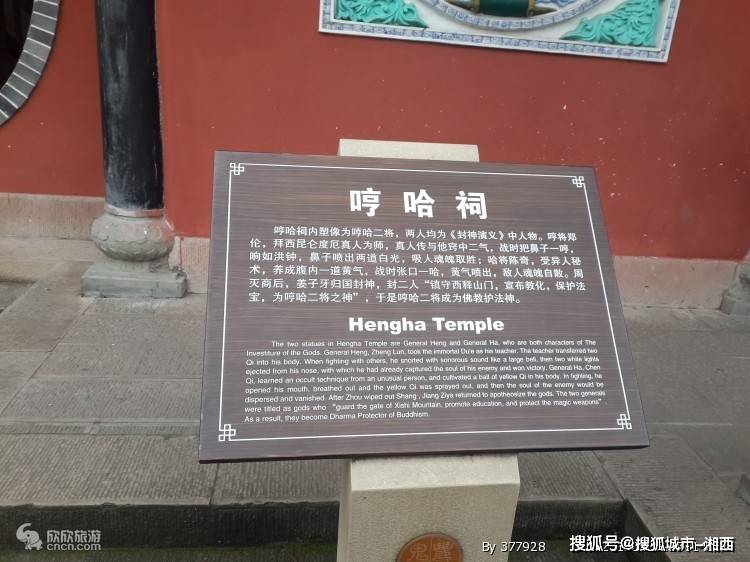 哼哈祠
哼哈祠内塑像为哼哈二将，两人均为《封神演义》中人物。哼将郑
伦，拜西昆仑度厄真人为师，真人传与他窍中二气，战时把鼻子一哼，
响如洪钟，鼻子喷出两道白光，吸人魂魄取胜；哈将陈奇，受异人秘
术，养成腹内一道黄气，战时张口一哈，黄气喷出，敌人魂魄自散。周
灭商后，姜子牙归国封神，封二人“镇守西释山门，宣布教化，保护法
宝，为哼哈二将之神”，于是哼哈二将成为佛教护法神。
Hengha Temple
The two statues in Hengha Temple are General Heng and General Ha, who are both characters of The
Investiture of the Gods. General Heng, Zheng Lun, took the immortal Du'e as his teacher. The teacher transferred two
Qi into his body. When fighting with others, he snorted with sonorous sound like a large bell, then two white lights
ejected from his nose, with which he had already captured the soul of his enemy and won victory. General Ha, Chen
Qi, learned an occult technique from an unusual person, and cultivated a ball of yellow Qi in his body. In fighting, he
opened his mouth, breathed out and the yellow Qi was sprayed out, and then the soul of the enemy would be
dispersed and vanished. After Zhou wiped out Shang , Jiang Ziya returned to apotheosize the gods. The two generals
were titled as gods who “guard the gate of Xishi Mountain, promote education, and protect the magic weapons”.
As a result, they become Dharma Protector of Buddhism.
欣欣旅游
cncn.com
By 377928
搜狐号@搜狐城市-湘西